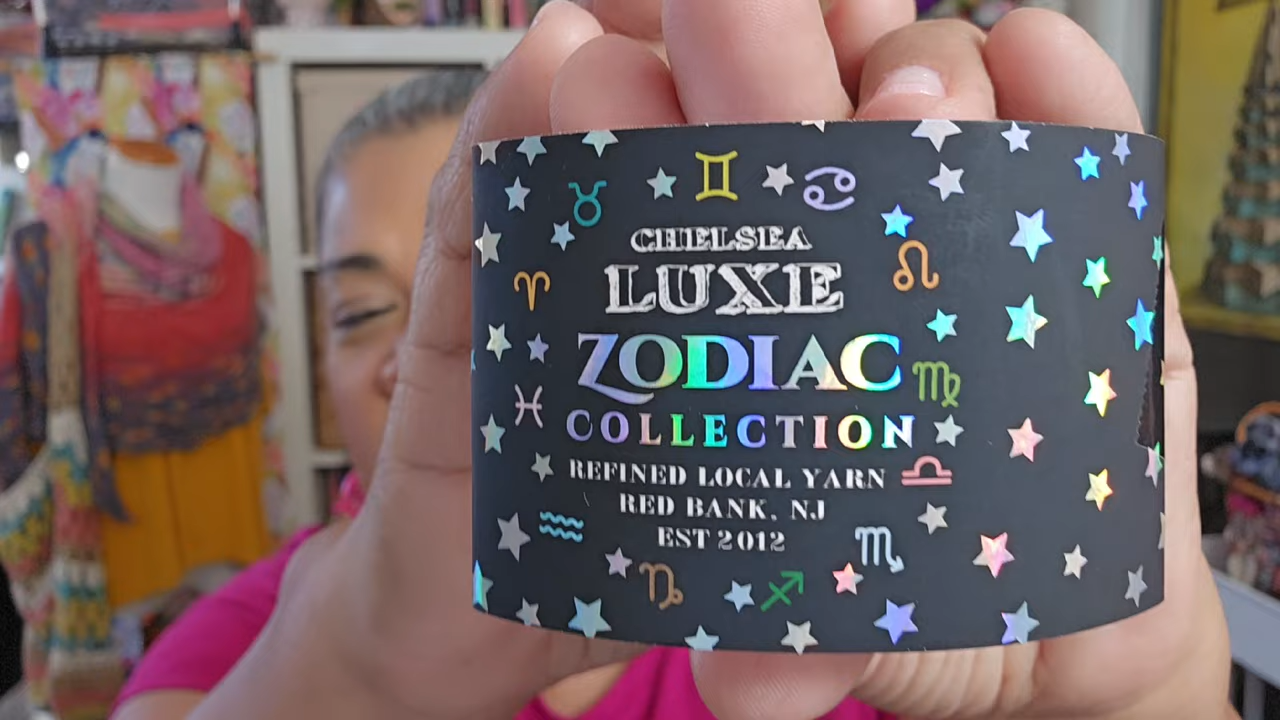 CHELSEA
LUXE
ZODIAC
COLLECTION
REFINED LOCAL YARN
RED BANK, NJ
EST 2012